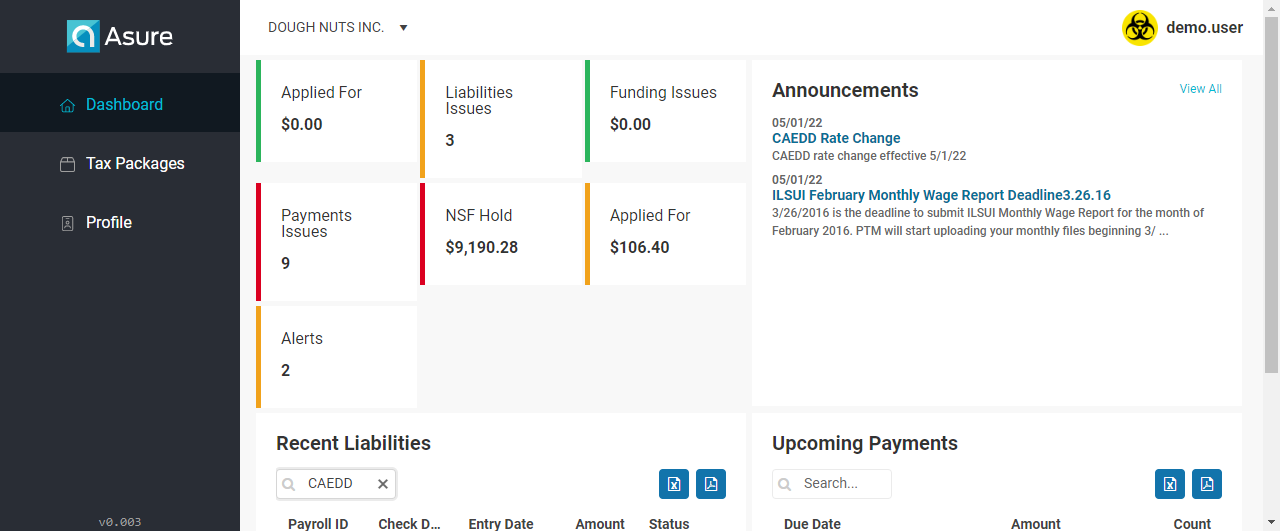 Asure
DOUGH NUTS INC.
demo.user
Dashboard
Tax Packages
Profile
v0.003
Applied For
$0.00
Liabilities
Issues
3
Funding Issues
$0.00
Payments
Issues
9
NSF Hold
$9,190.28
Applied For
$106.40
Alerts
2
Announcements
View All
05/01/22
CAEDD Rate Change
CAEDD rate change effective 5/1/22
05/01/22
ILSUI February Monthly Wage Report Deadline3.26.16
3/26/2016 is the deadline to submit ILSUI Monthly Wage Report for the month of
February 2016. PTM will start uploading your monthly files beginning 3/ ...
Recent Liabilities
CAEDD
Payroll ID Check D... Entry Date Amount Status
Upcoming Payments
Search...
Due Date Amount Count